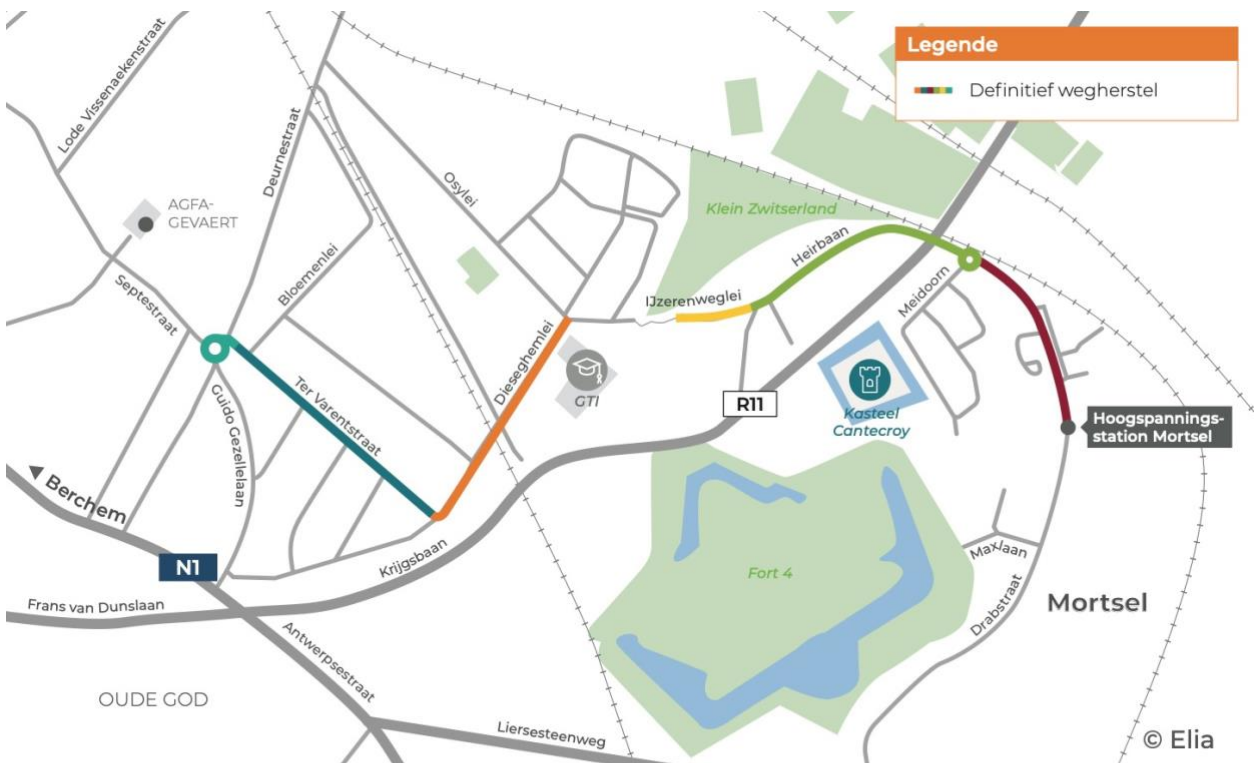 Legende
Definitief wegherstel
Lode Vissenaekenstraat
Deurnestraat
AGFA-
GEVAERT
Osylei
Klein Zwitserland
Heirbaan
Bloemenlei
Septestraat
IJzerenweglei
Meidoorn
Dieseghemlei
GTI
Ter Varentstraat
Guido Gezellelaan
R11
Kasteel
Cantecroy
Hoogspannings-
station Mortsel
Berchem
N1
Krijgsbaan
Fort 4
Maxlaan
Drabstraat
Mortsel
Frans van Dunslaan
Antwerpsestraat
OUDE GOD
Liersesteenweg
© Elia